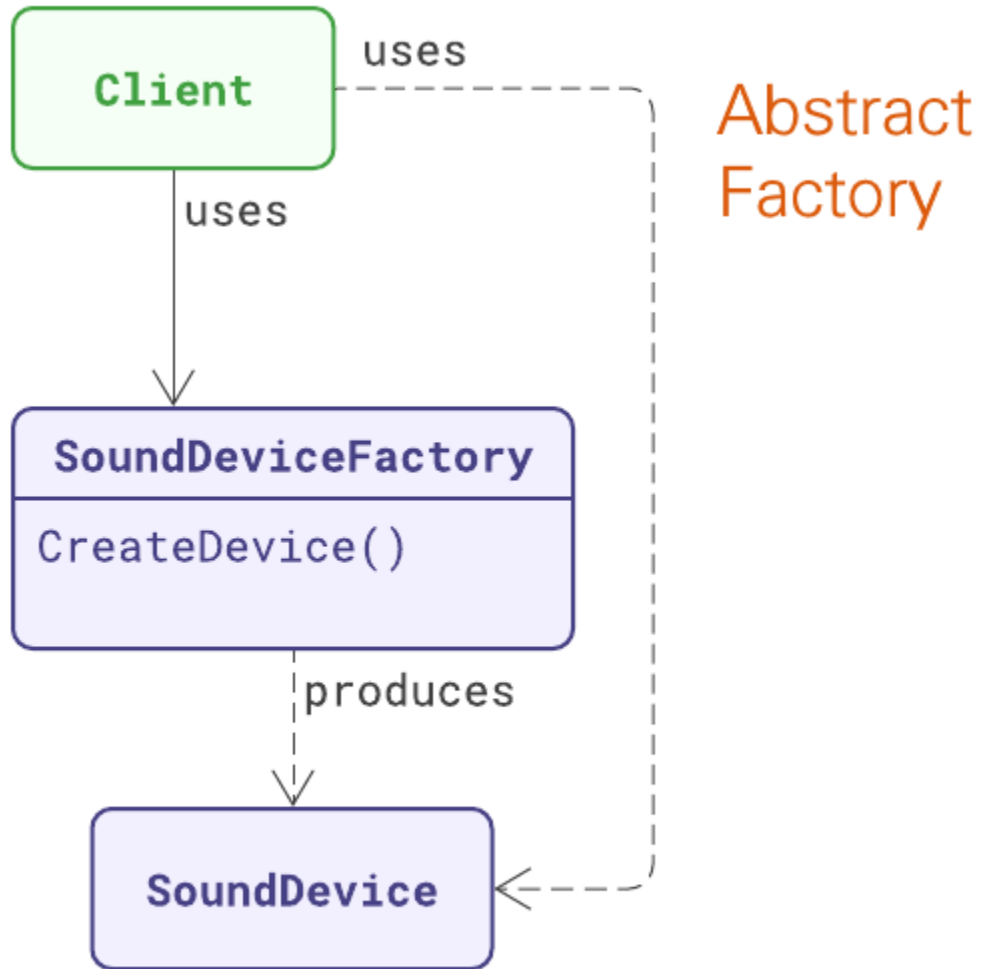 Client
uses
Abstract
Factory
uses
SoundDeviceFactory
CreateDevice()
produces
SoundDevice